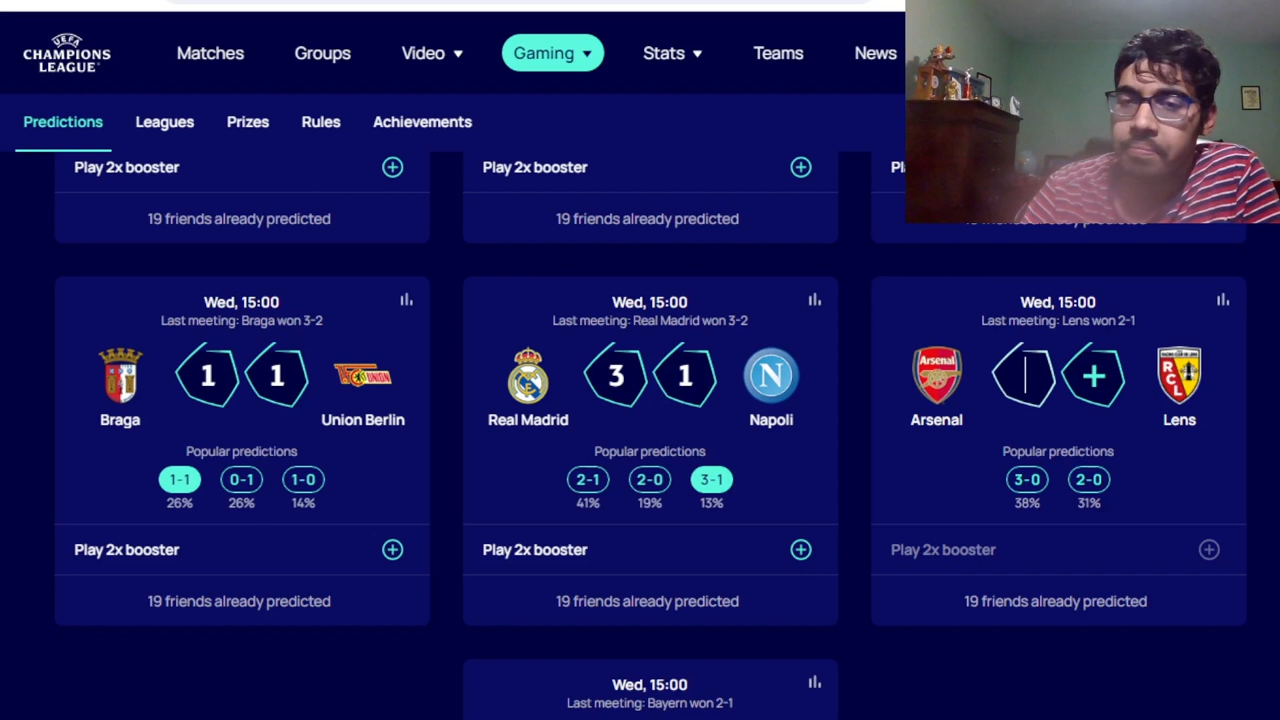 UEFA
CHAMPIONS
LEAGUE
Matches
Groups
Video
Gaming
Stats
Teams
News
Predictions
Leagues
Prizes
Rules
Achievements
Play 2x booster
19 friends already predicted
Play 2x booster
19 friends already predicted
Wed, 15:00
Last meeting: Braga won 3-2
1 1
Braga
Union Berlin
Popular predictions
1-1 0-1 1-0
26% 26% 14%
Play 2x booster
19 friends already predicted
Wed, 15:00
Last meeting: Real Madrid won 3-2
3 1
N
Real Madrid
Napoli
Popular predictions
2-1 2-0 3-1
41% 19% 13%
Play 2x booster
19 friends already predicted
Wed, 15:00
Last meeting: Lens won 2-1
Arsenal
+
RCL
Arsenal
Lens
Popular predictions
3-0 2-0
38% 31%
Play 2x booster
19 friends already predicted
Wed, 15:00
Last meeting: Bayern won 2-1